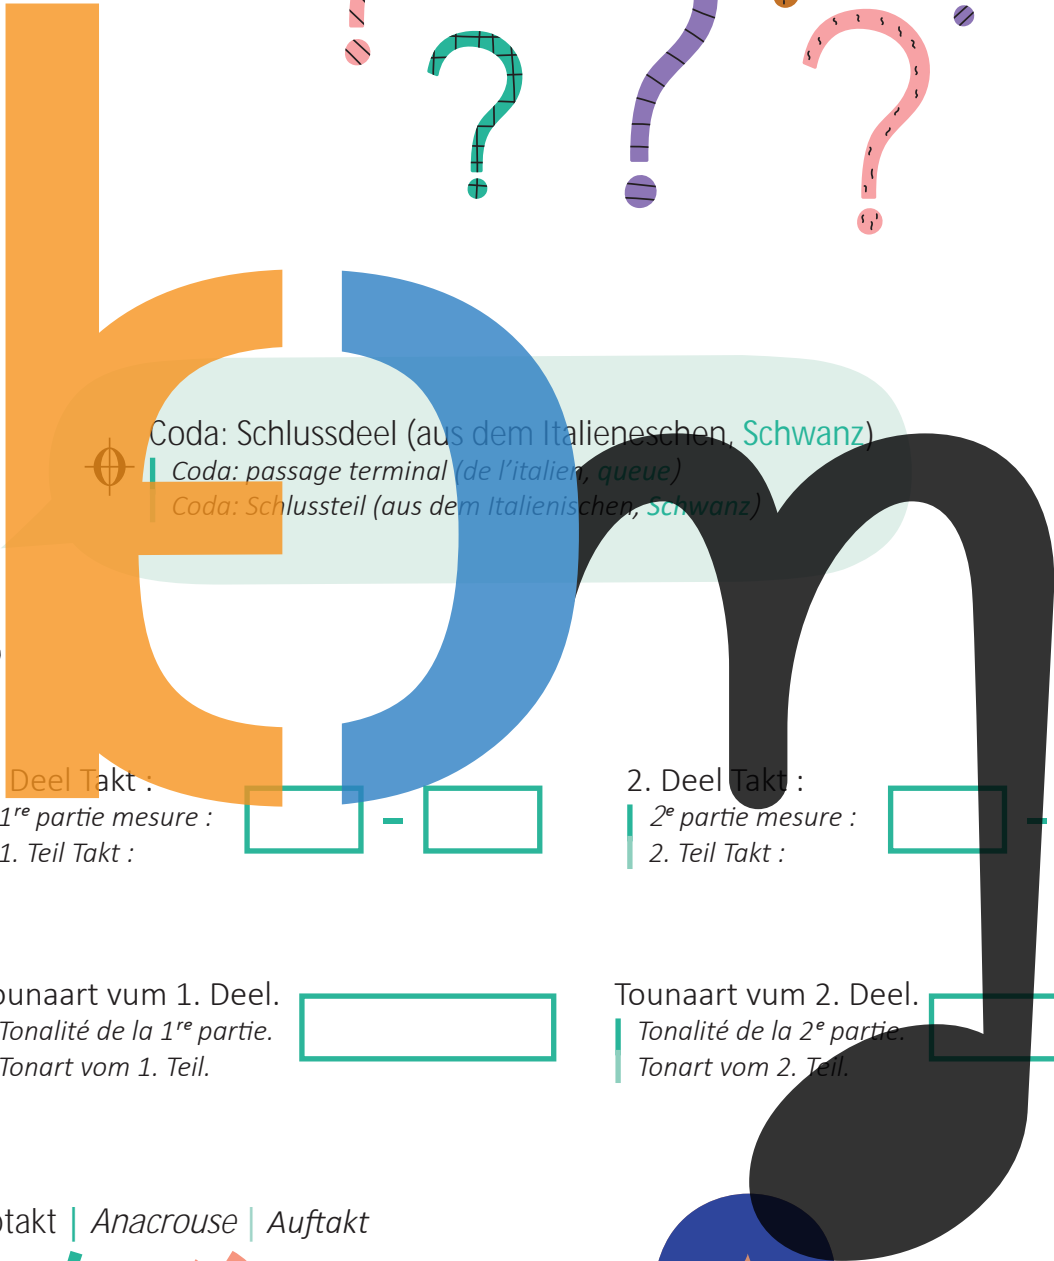 Coda: Schlussdeel (aus dem Italieneschen, Schwanz)
Coda: passage terminal (de l'italien, queue)
Coda: Schlussteil (aus dem Italienischen, Schwanz)
Deel Takt :
1re partie mesure :
1. Teil Takt :
2. Deel Takt :
2e partie mesure :
2. Teil Takt :
ounaart vum 1. Deel.
Tonalité de la 1re partie.
Tonart vom 1. Teil.
Tounaart vum 2. Deel.
Tonalité de la 2e partie.
Tonart vom 2. Teil.
takt | Anacrouse | Auftakt